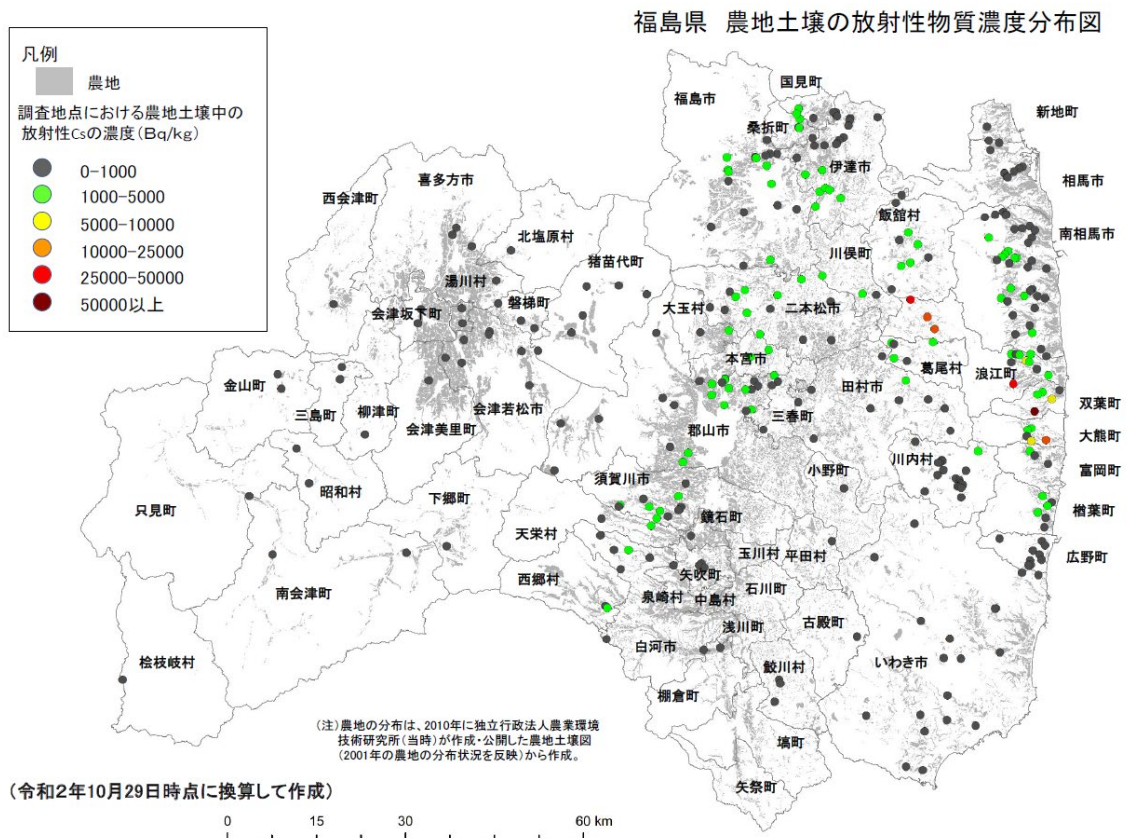 福島県 農地土壌の放射性物質濃度分布図
凡例
農地
調査地点における農地土壌中の
放射性Csの濃度(Bq/kg)
0-1000
1000-5000
5000-10000
10000-25000
25000-50000
50000以上
国見町
福島市
新地町
桑折町
伊達市
喜多方市
相馬市
西会津町
飯舘村
北塩原村
南相馬市
川俣町
猪苗代町
湯川村
磐梯町
大玉村
二本松市
会津坂下町
本宮市
葛尾村
浪江町
金山町
田村市
双葉町
三島町
柳津町
会津若松市
三春町
会津美里町
郡山市
大熊町
川内村
小野町
富岡町
須賀川市
昭和村
下郷町
只見町
楢葉町
鏡石町
天栄村
玉川村
平田村
広野町
西郷村
矢吹町
石川町
南会津町
泉崎村
中島村
浅川町
古殿町
白河市
いわき市
鮫川村
桧枝岐村
棚倉町
(注)農地の分布は、2010年に独立行政法人農業環境
技術研究所(当時)が作成・公開した農地土壌図
(2001年の農地の分布状況を反映)から作成。
塙町
矢祭町
(令和2年10月29日時点に換算して作成)
0 15 30 60 km